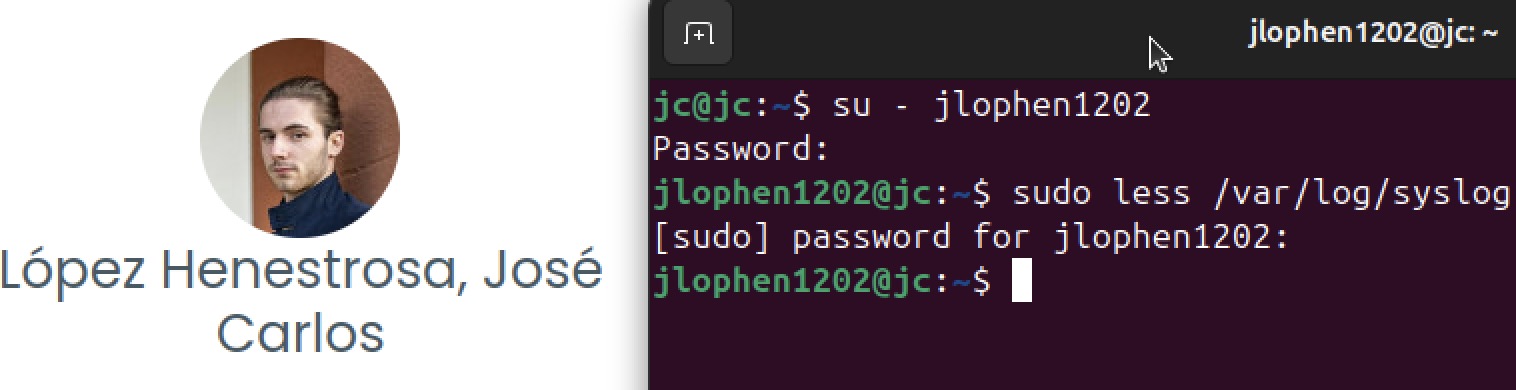 López Henestrosa, José
Carlos
jlophen1202@jc: ~
jc@jc:~$ su - jlophen1202
Password:
jlophen1202@jc:~$ sudo less /var/log/syslog
[sudo] password for jlophen1202:
jlophen1202@jc:~$